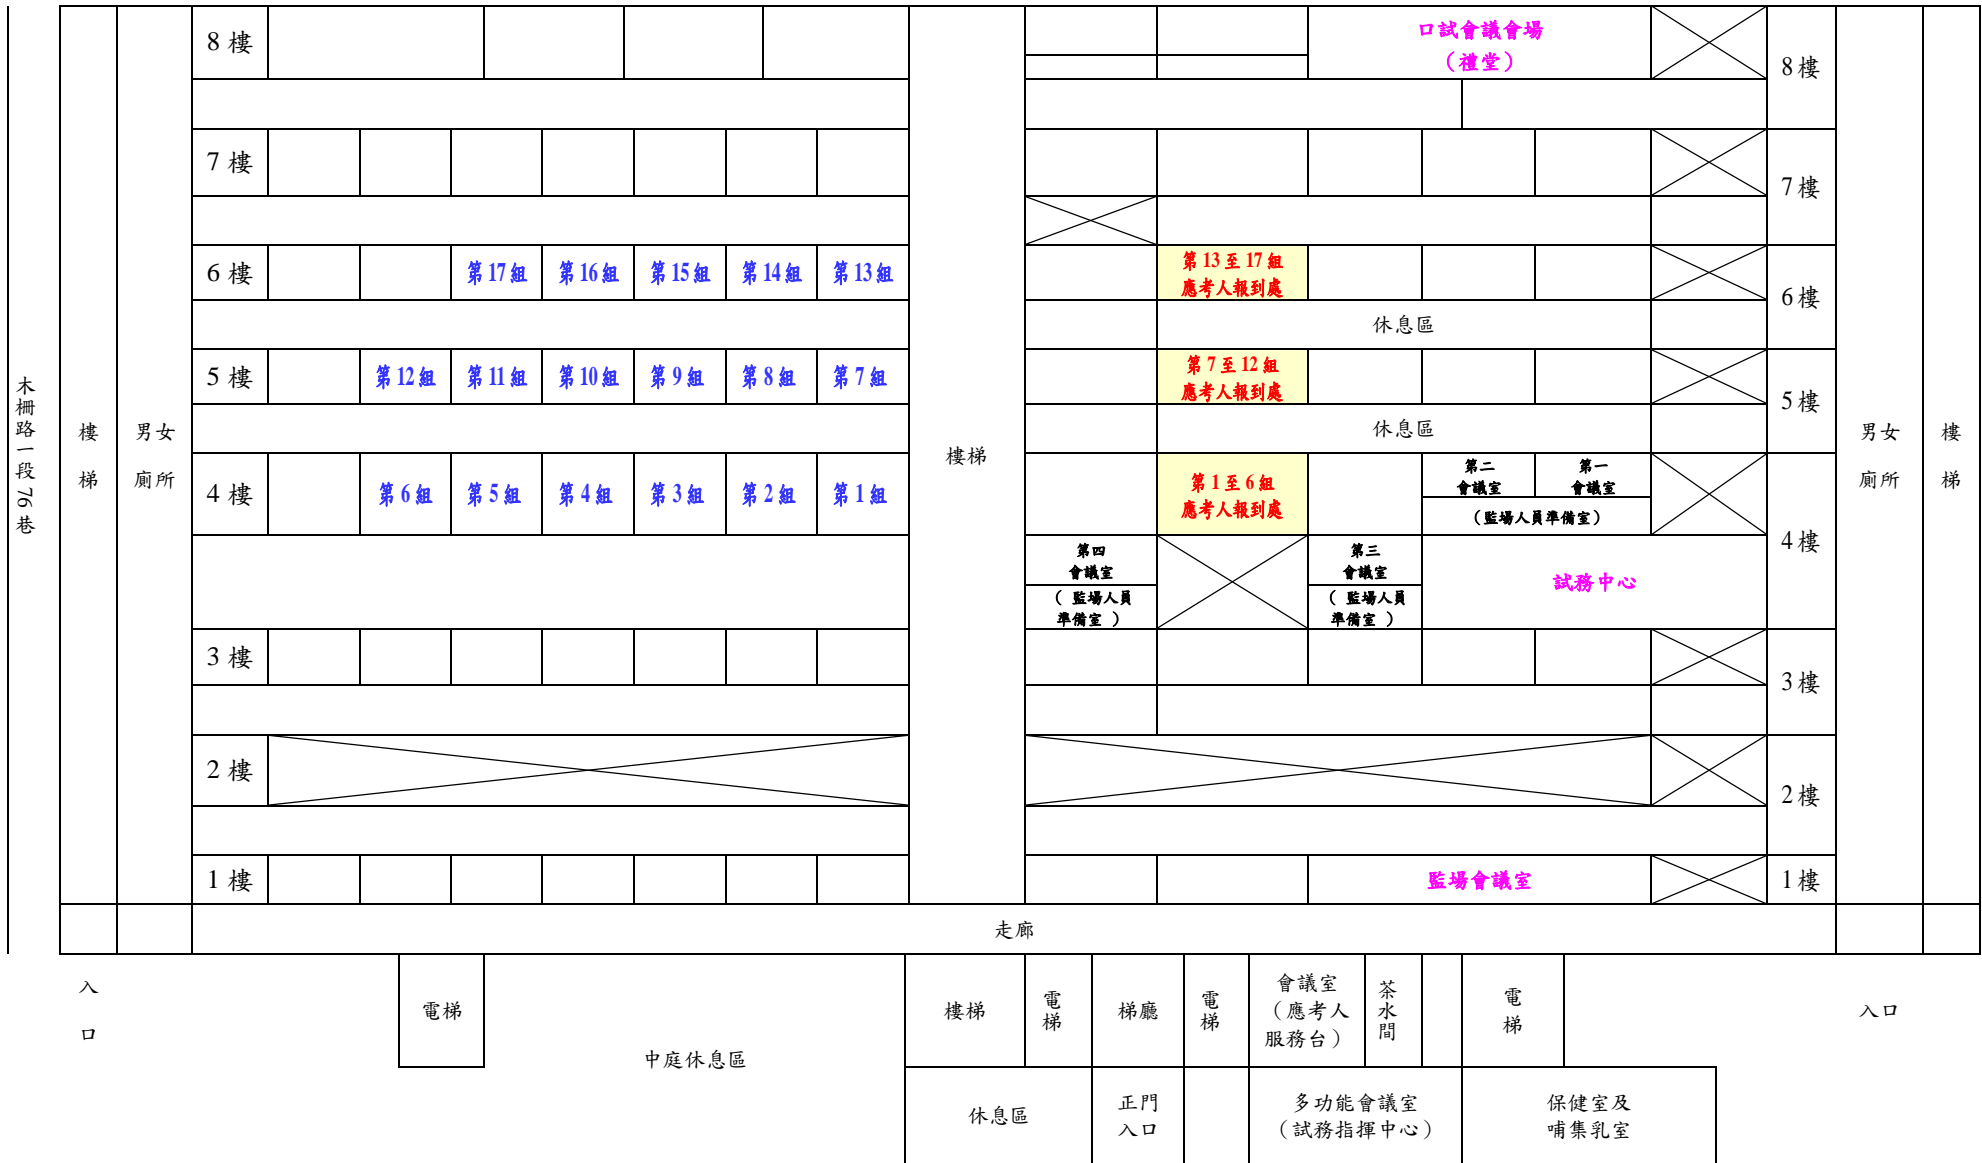 口試會議會場
（禮堂）
8 樓
8樓
7 樓
7樓
6 樓
第 17 組
第 16 組
第 15 組
第 14 組
第 13 組
第 13 至 17 組
應考人報到處
6樓
休息區
5 樓
第 12 組
第 11 組
第 10 組
第 9 組
第 8 組
第 7 組
第 7 至 12 組
應考人報到處
5樓
休息區
木柵路一段 76 巷
樓
梯
男女
廁所
樓梯
男女
廁所
樓
梯
4 樓
第 6 組
第 5 組
第 4 組
第 3 組
第 2 組
第 1 組
第 1 至 6 組
應考人報到處
第二
會議室
第一
會議室
（監場人員準備室）
4樓
第四
會議室
（ 監場人員
準備室 ）
第三
會議室
（ 監場人員
準備室 ）
試務中心
3 樓
3樓
2 樓
2樓
1 樓
監場會議室
1樓
走廊
入
口
電梯
中庭休息區
樓梯
電梯
梯廳
電梯
會議室
（應考人
服務台）
茶水間
電
梯
入口
休息區
正門
入口
多功能會議室
（試務指揮中心）
保健室及
哺集乳室